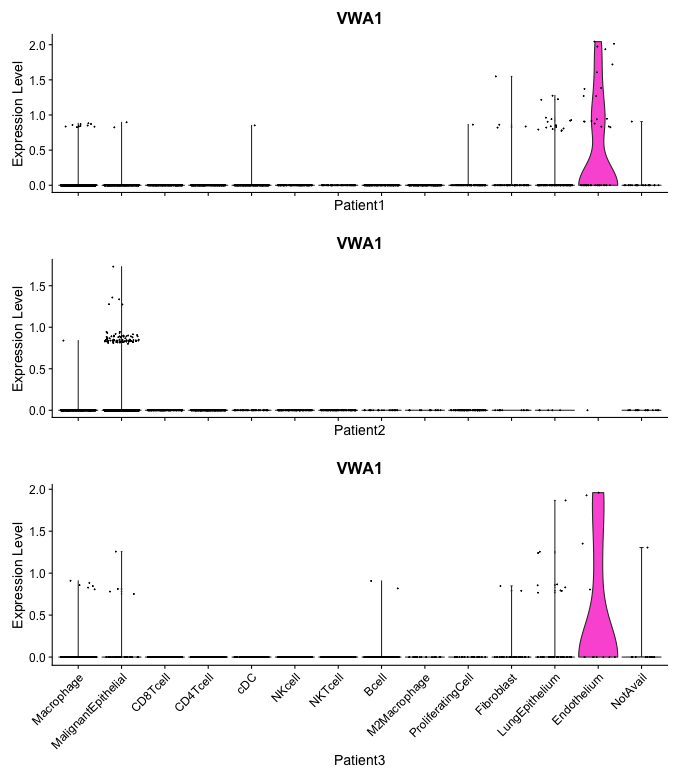 VWA1
Expression Level
2.0
1.5
1.0
0.5
0.0
Patient1
VWA1
Expression Level
1.5
1.0
0.5
0.0
Patient2
VWA1
Expression Level
2.0
1.5
1.0
0.5
0.0
Macrophage
MalignantEpithelial
CD8Tcell
CD4Tcell
cDC
NKcell
NKTcell
Bcell
M2Macrophage
ProliferatingCell
Fibroblast
LungEpithelium
Endothelium
NotAvail
Patient3